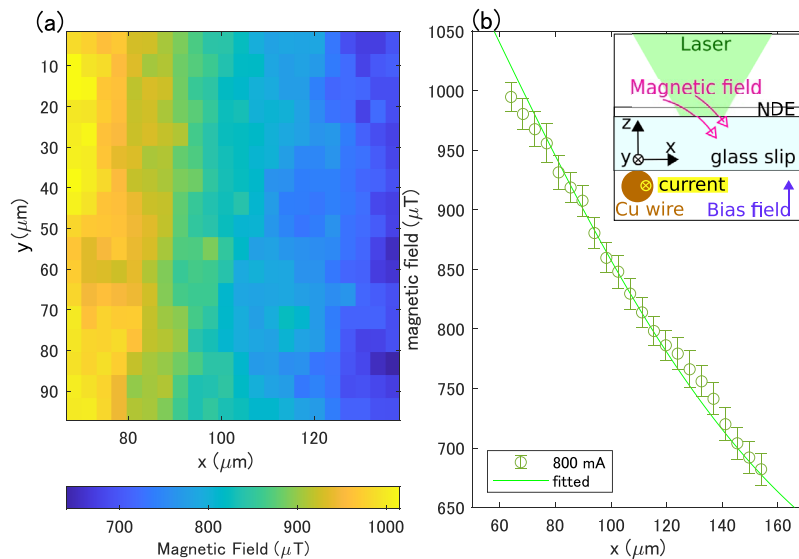 (a)
10
20
30
40
50
60
70
80
90
y (μm)
80
100
120
x (μm)
700
800
900
1000
Magnetic Field (μT)
(b)
1050
1000
950
900
850
800
750
700
650
magnetic field (μT)
60
80
100
120
140
160
x (μm)
800 mA
fitted
Laser
Magnetic field
NDE
z
x
y
glass slip
current
Cu wire
Bias field